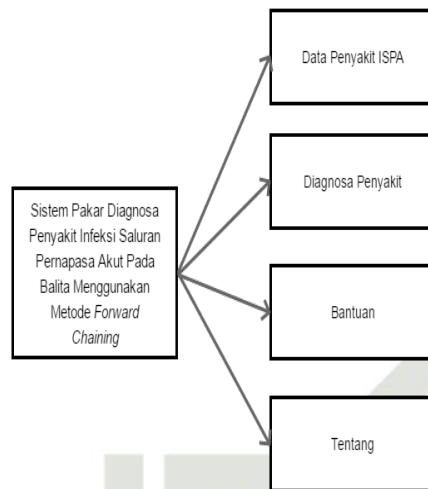 Data Penyakit ISPA
Diagnosa Penyakit
Sistem Pakar Diagnosa
Penyakit Infeksi Saluran
Pernapasa Akut Pada
Balita Menggunakan
Metode Forward
Chaining
Bantuan
Tentang